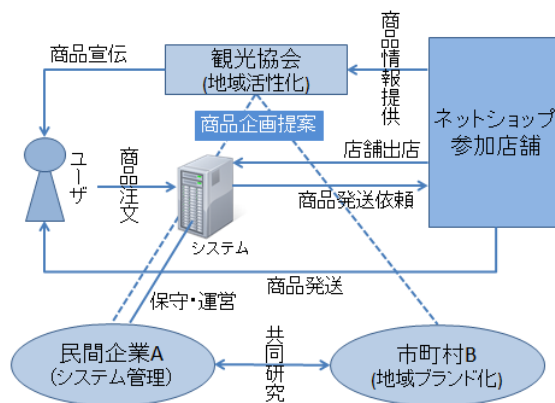 商品宣伝
観光協会
(地域活性化)
商品情報提供
ネットショップ
参加店舗
商品企画提案
店舗出店
ユーザ
商品注文
商品発送依頼
システム
商品発送
保守・運営
民間企業A
(システム管理)
共同研究
市町村B
(地域ブランド化)